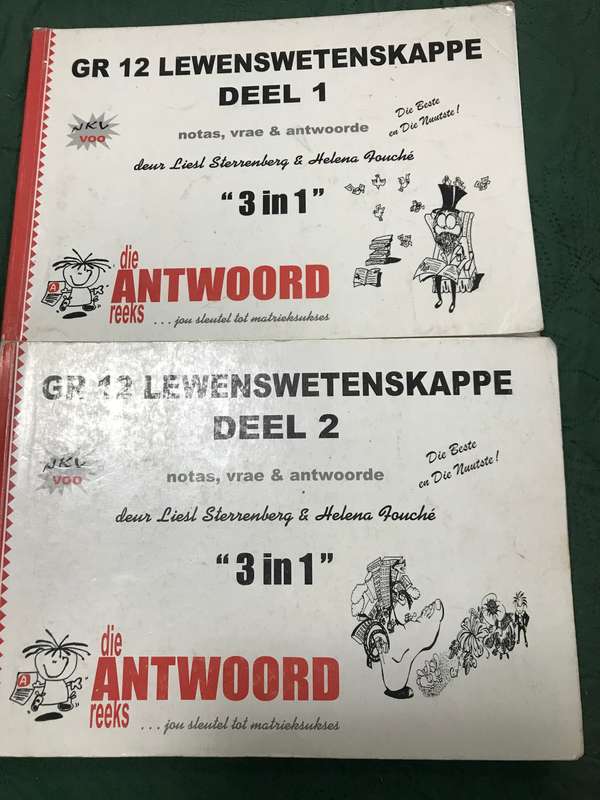 GR 12 LEWENSWETENSKAPPE
DEEL 1
NKV
VOO
notas, vrae & antwoorde
Die Beste
en Die Nuutste!
deur Liesl Sterrenberg & Helena Fouché
"3 in 1"
A
die
ANTWOORD
reeks
... jou sleutel tot matrieksukses
GR 12 LEWENSWETENSKAPPE
DEEL 2
NKV
VOO
notas, vrae & antwoorde
Die Beste
en Die Nuutste!
deur Liesl Sterrenberg & Helena Fouché
"3 in 1"
A
die
ANTWOORD
reeks
... jou sleutel tot matrieksukses